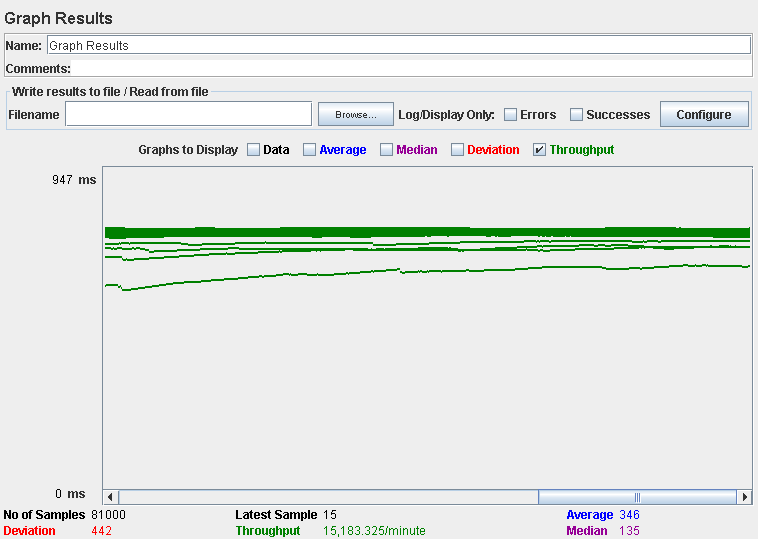 Graph Results
Name: Graph Results
Comments:
Write results to file / Read from file
Filename Browse... Log/Display Only: Errors Successes Configure
Graphs to Display Data Average Median Deviation Throughput
947 ms
0 ms
No of Samples 81000 Latest Sample 15 Average 346
Deviation 442 Throughput 15,183.325/minute Median 135